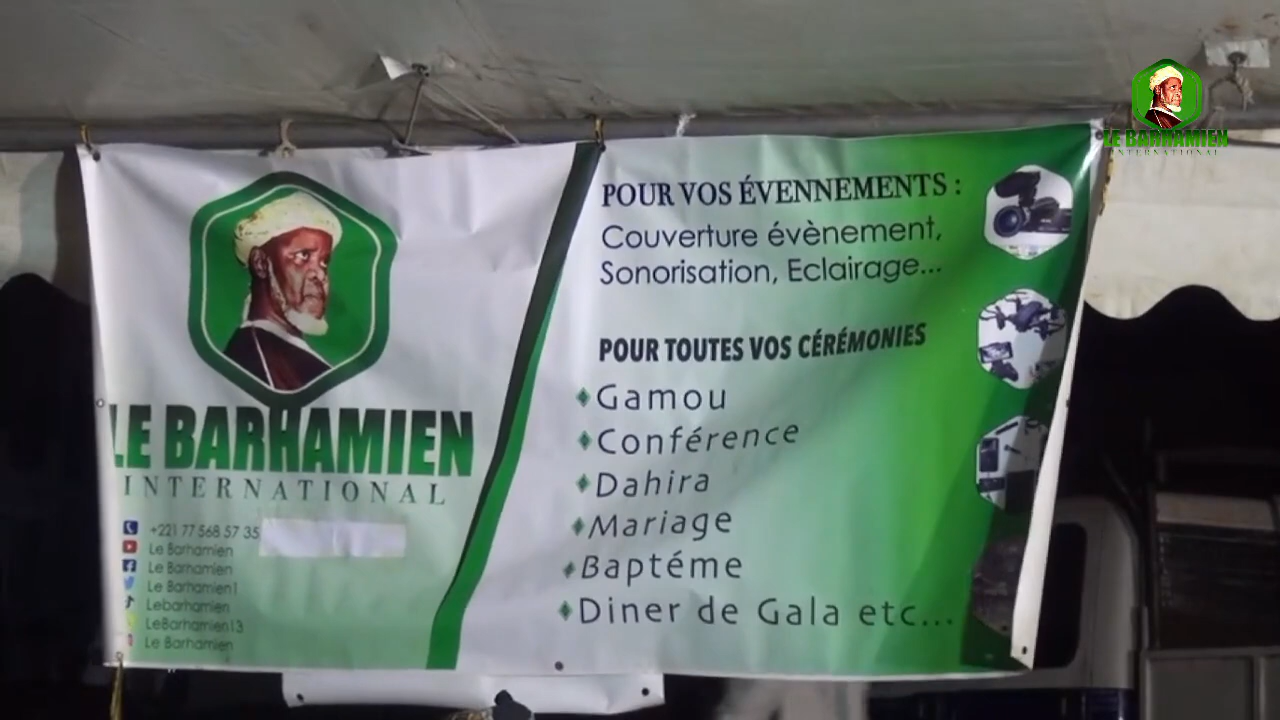 LE BARHAMIEN
INTERNATIONAL
+221 77 568 57 35
Le Barhamien
Le Barhamien
Le Barhamien1
Lebarhamien
LeBarhamien13
Le Barhamien
POUR VOS ÉVENNEMENTS :
Couverture évènement,
Sonorisation, Eclairage...
POUR TOUTES VOS CÉRÉMONIES
Gamou
Conférence
Dahira
Mariage
Baptéme
Diner de Gala etc...
LE BARHAMIEN
INTERNATIONAL